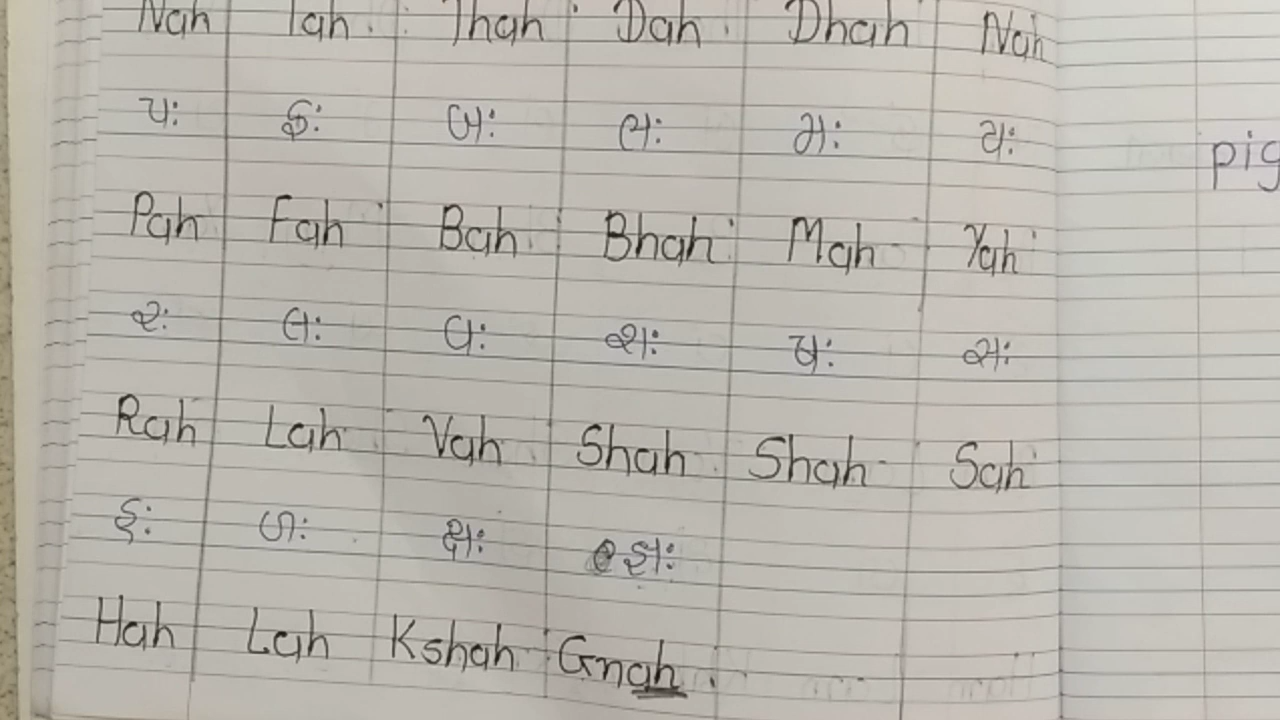 Nah Tah Thah Dah Dhah Nah
પઃ ફઃ બઃ ભઃ મઃ યઃ
pig
Pah Fah Bah Bhah Mah Yah
રઃ લઃ વઃ શઃ ષઃ સઃ
Rah Lah Vah Shah Shah Sah
હઃ ળઃ ક્ષઃ જ્ઞઃ
Hah Lah Kshah Gnah.